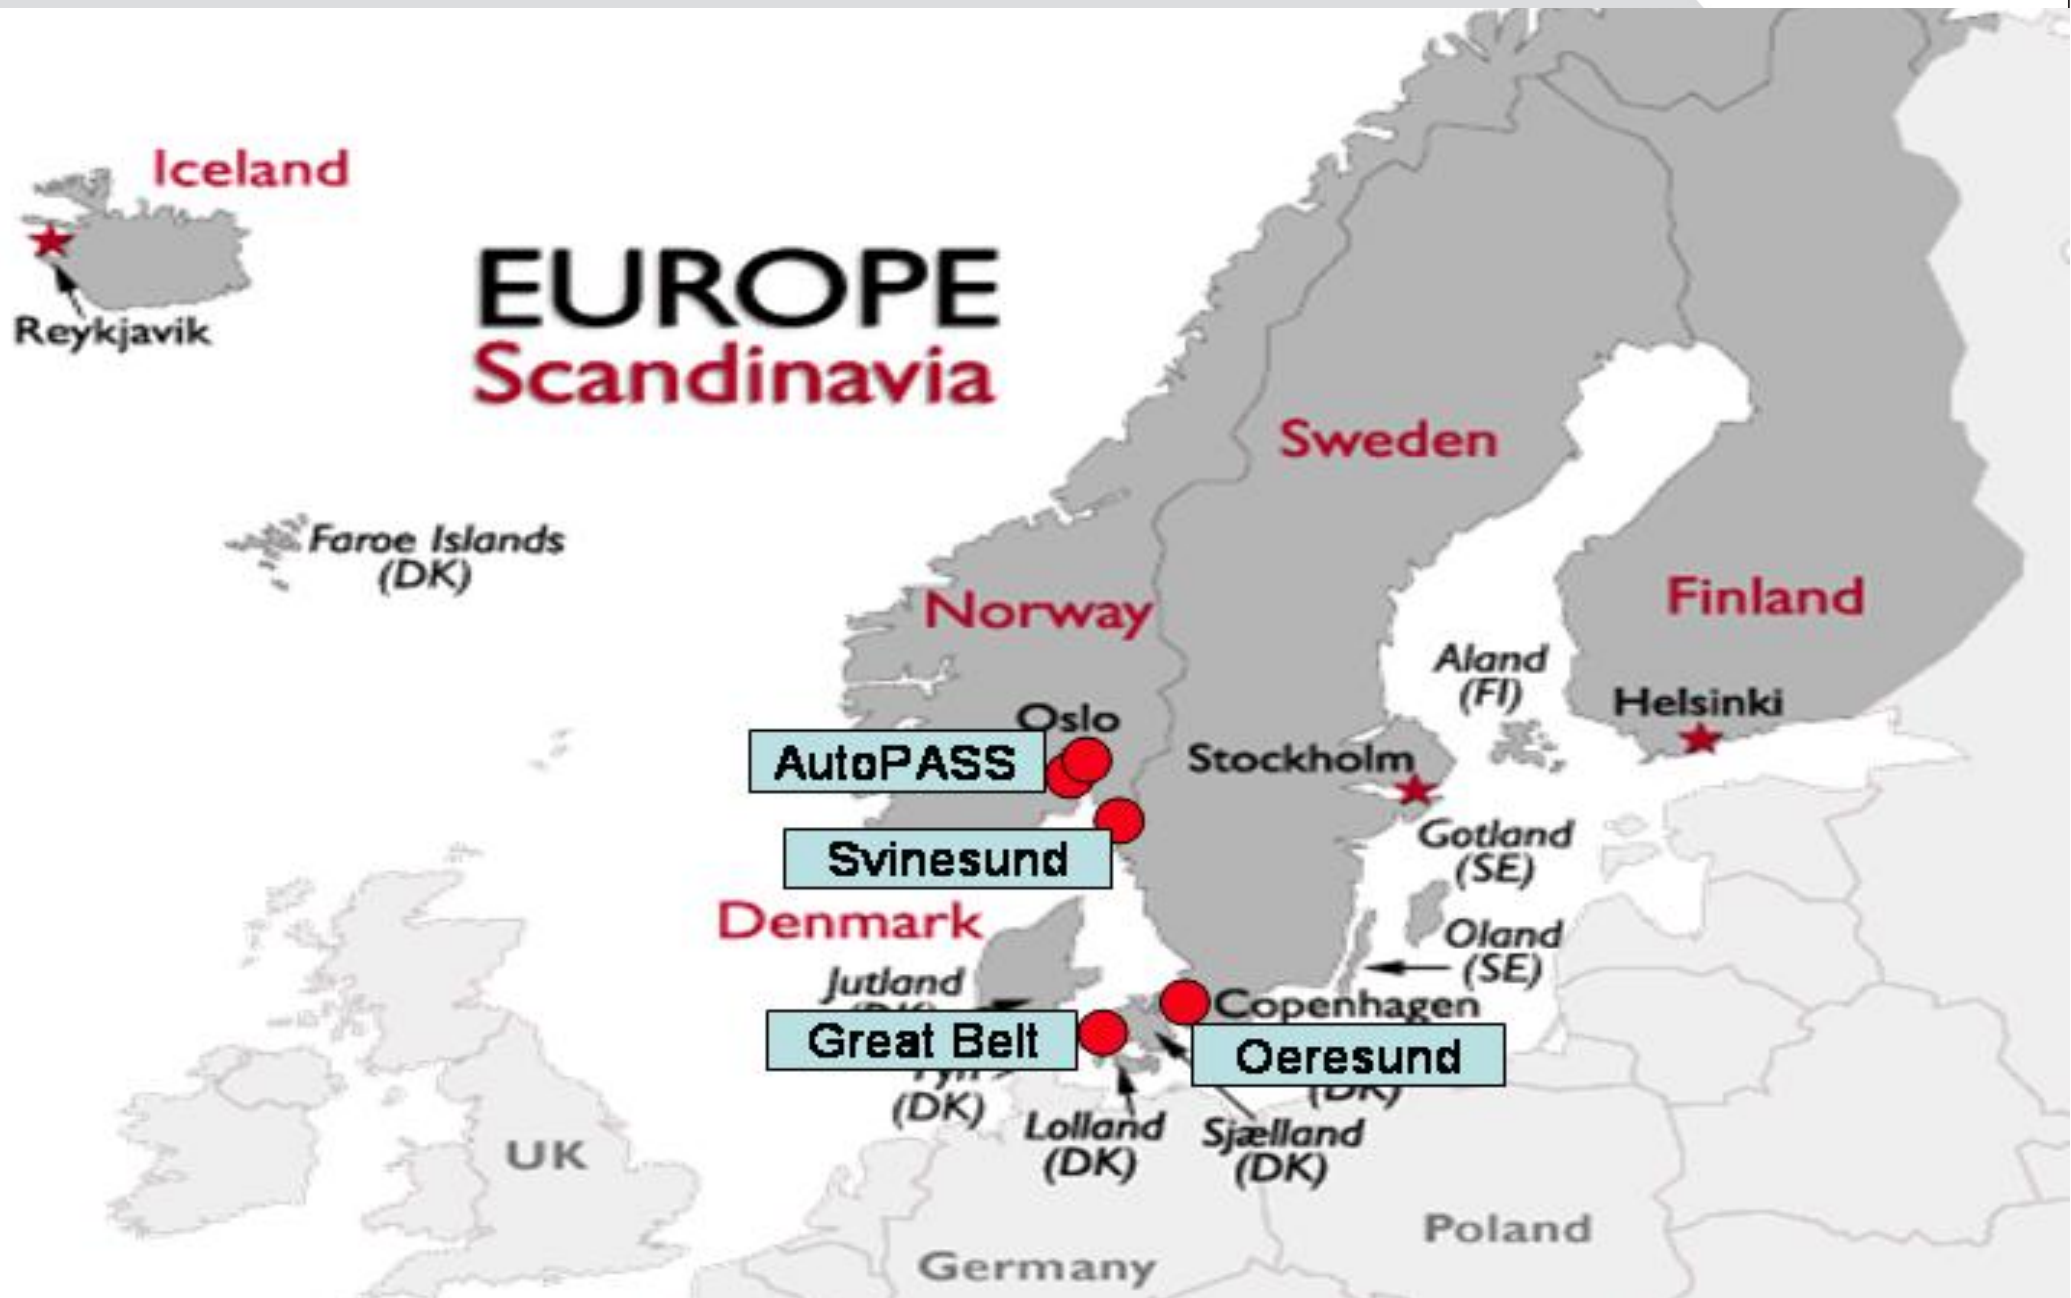 Iceland
Reykjavik
EUROPE
Scandinavia
Faroe Islands
(DK)
Sweden
Norway
Finland
Aland
(FI)
Helsinki
Oslo
AutoPASS
Stockholm
Svinesund
Gotland
(SE)
Denmark
Oland
(SE)
Jutland
Copenhagen
Great Belt
Oeresund
(DK)
(DK)
Lolland
(DK)
Sjælland
(DK)
UK
Poland
Germany